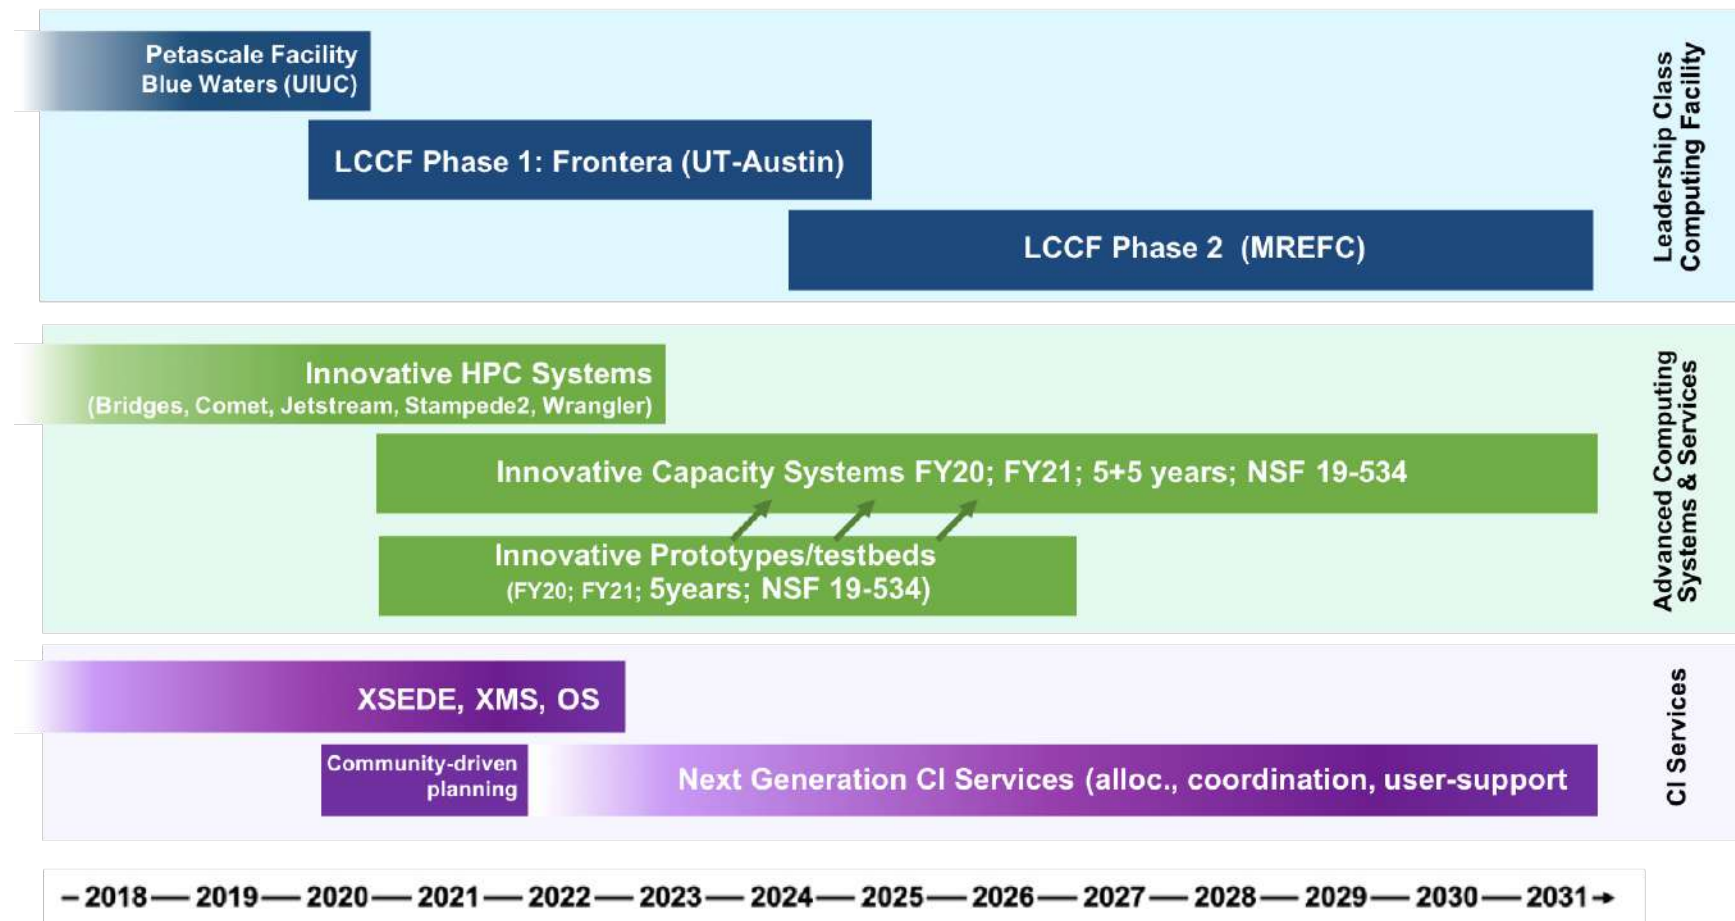 Petascale Facility
Blue Waters (UIUC)
LCCF Phase 1: Frontera (UT-Austin)
LCCF Phase 2 (MREFC)
Leadership Class
Computing Facility
Innovative HPC Systems
(Bridges, Comet, Jetstream, Stampede2, Wrangler)
Innovative Capacity Systems FY20; FY21; 5+5 years; NSF 19-534
Innovative Prototypes/testbeds
(FY20; FY21; 5years; NSF 19-534)
Advanced Computing
Systems & Services
XSEDE, XMS, OS
Community-driven
planning
Next Generation CI Services (alloc., coordination, user-support
CI Services
2018 2019 2020 2021 2022 2023 2024 2025 2026 2027 2028 2029 2030 2031